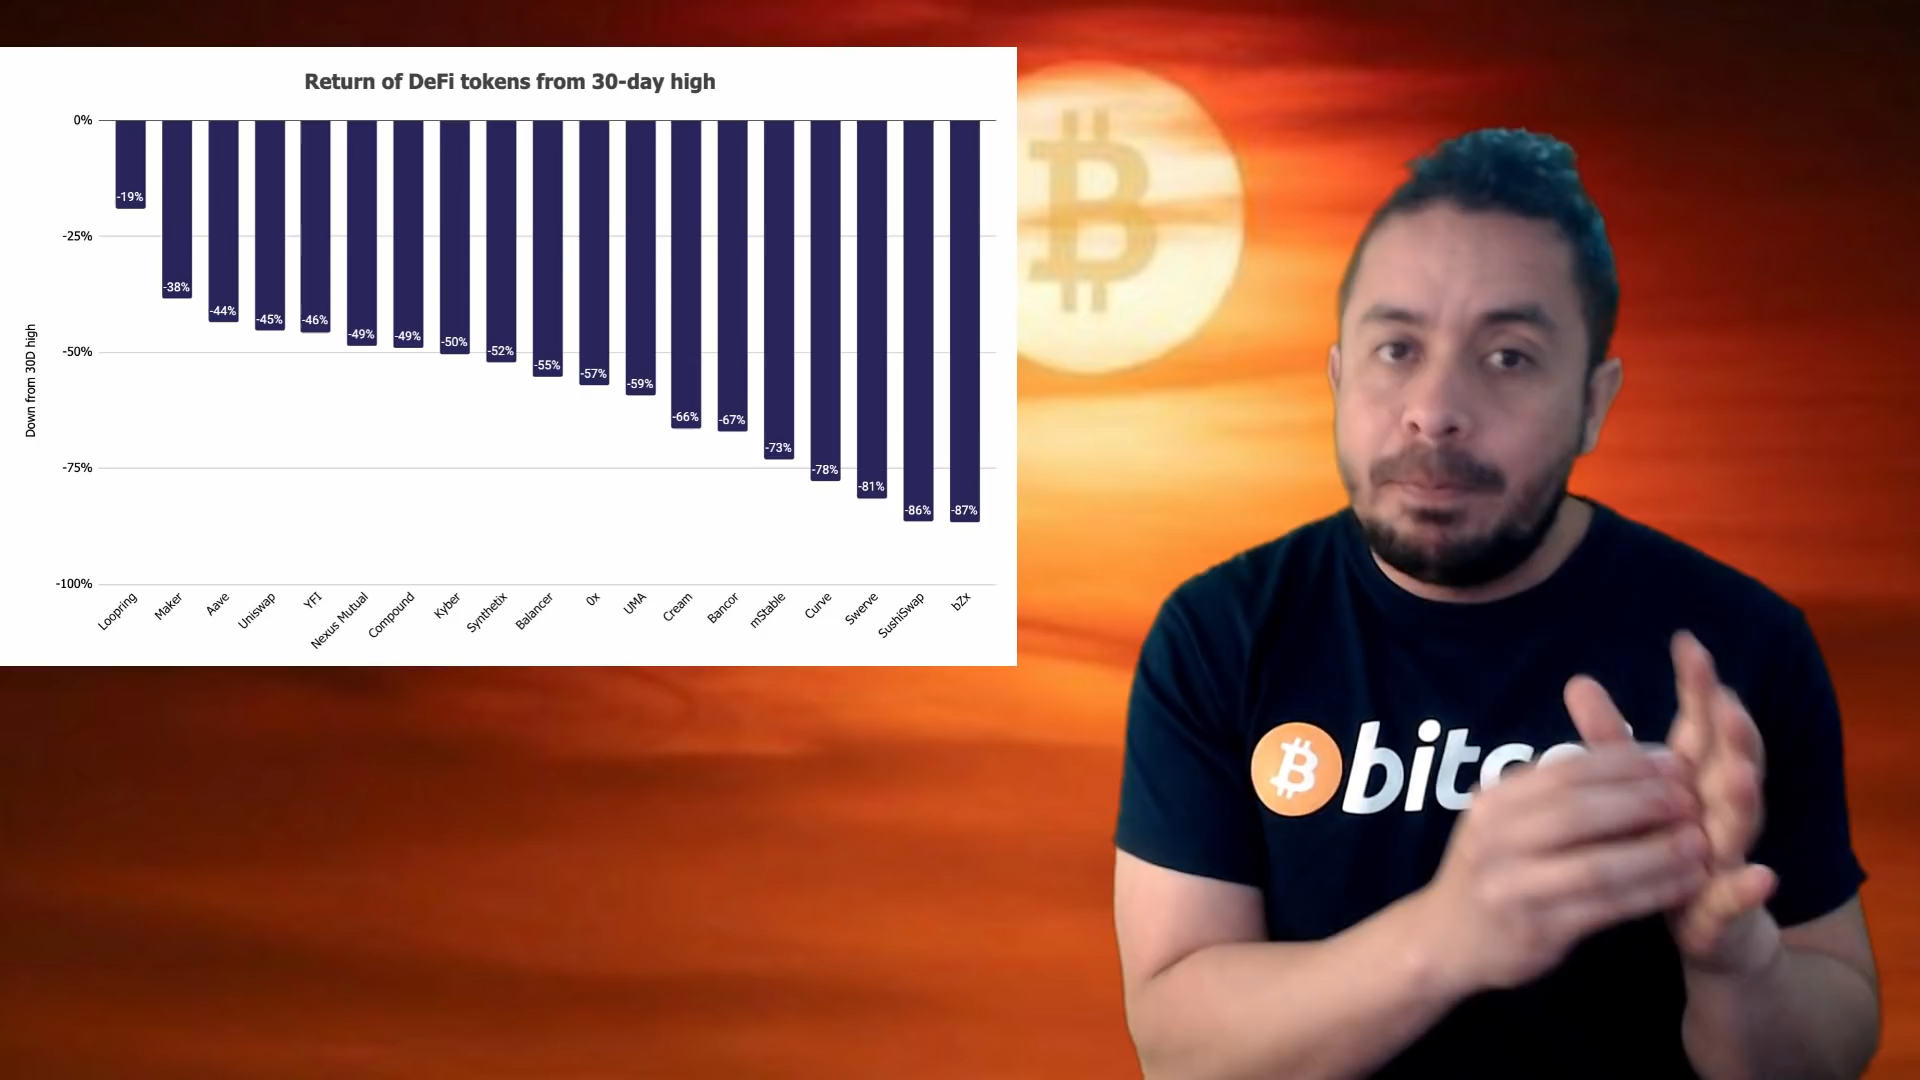 Return of DeFi tokens from 30-day high
Down from 30D high
0%
-25%
-50%
-75%
-100%
-19%
-38%
-44%
-45%
-46%
-49%
-49%
-50%
-52%
-55%
-57%
-59%
-66%
-67%
-73%
-78%
-81%
-86%
-87%
Loopring
Maker
Aave
Uniswap
YFI
Nexus Mutual
Compound
Kyber
Synthetix
Balancer
0x
UMA
Cream
Bancor
mStable
Curve
Swerve
SushiSwap
bZx
B
B bitco